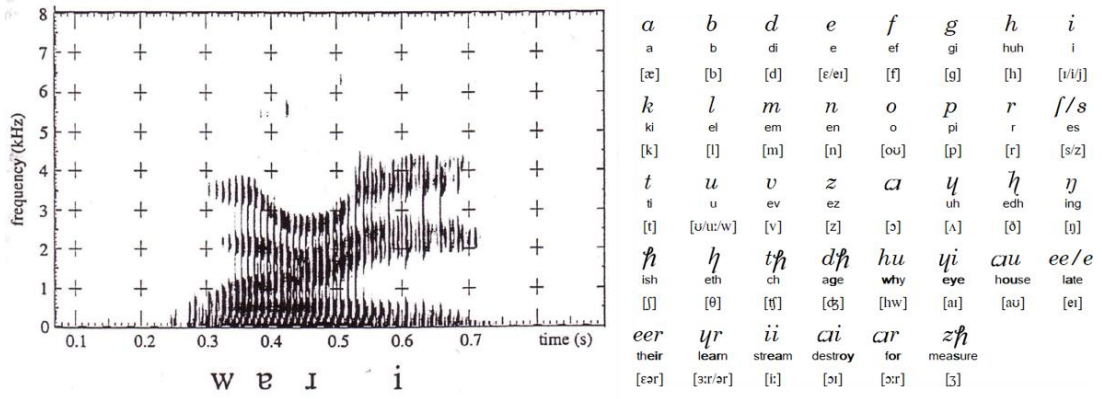 8
7
6
5
4
3
2
1
0
frequency (kHz)
0.1 0.2 0.3 0.4 0.5 0.6 0.7 time (s)
w ɐ ɹ i
a b d e f g h i
a b di e ef gi huh i
[æ] [b] [d] [ɛ/eɪ] [f] [g] [h] [ɪ/i/j]
k l m n o p r ʃ/s
ki el em en o pi r es
[k] [l] [m] [n] [oʊ] [p] [r] [s/z]
t u v z ɑ ɥ ɧ ŋ
ti u ev ez uh edh ing
[t] [ʊ/uː/w] [v] [z] [ɔ] [ʌ] [ð] [ŋ]
ꞕ η tꞕ dꞕ hu ɥi ɑu ee/e
ish eth ch age why eye house late
[ʃ] [θ] [ʧ] [ʤ] [hw] [aɪ] [aʊ] [eɪ]
eer ɥr ii ɑi ɑr zꞕ
their learn stream destroy for measure
[ɛər] [ɜːr/ər] [iː] [ɔɪ] [ɔːr] [ʒ]